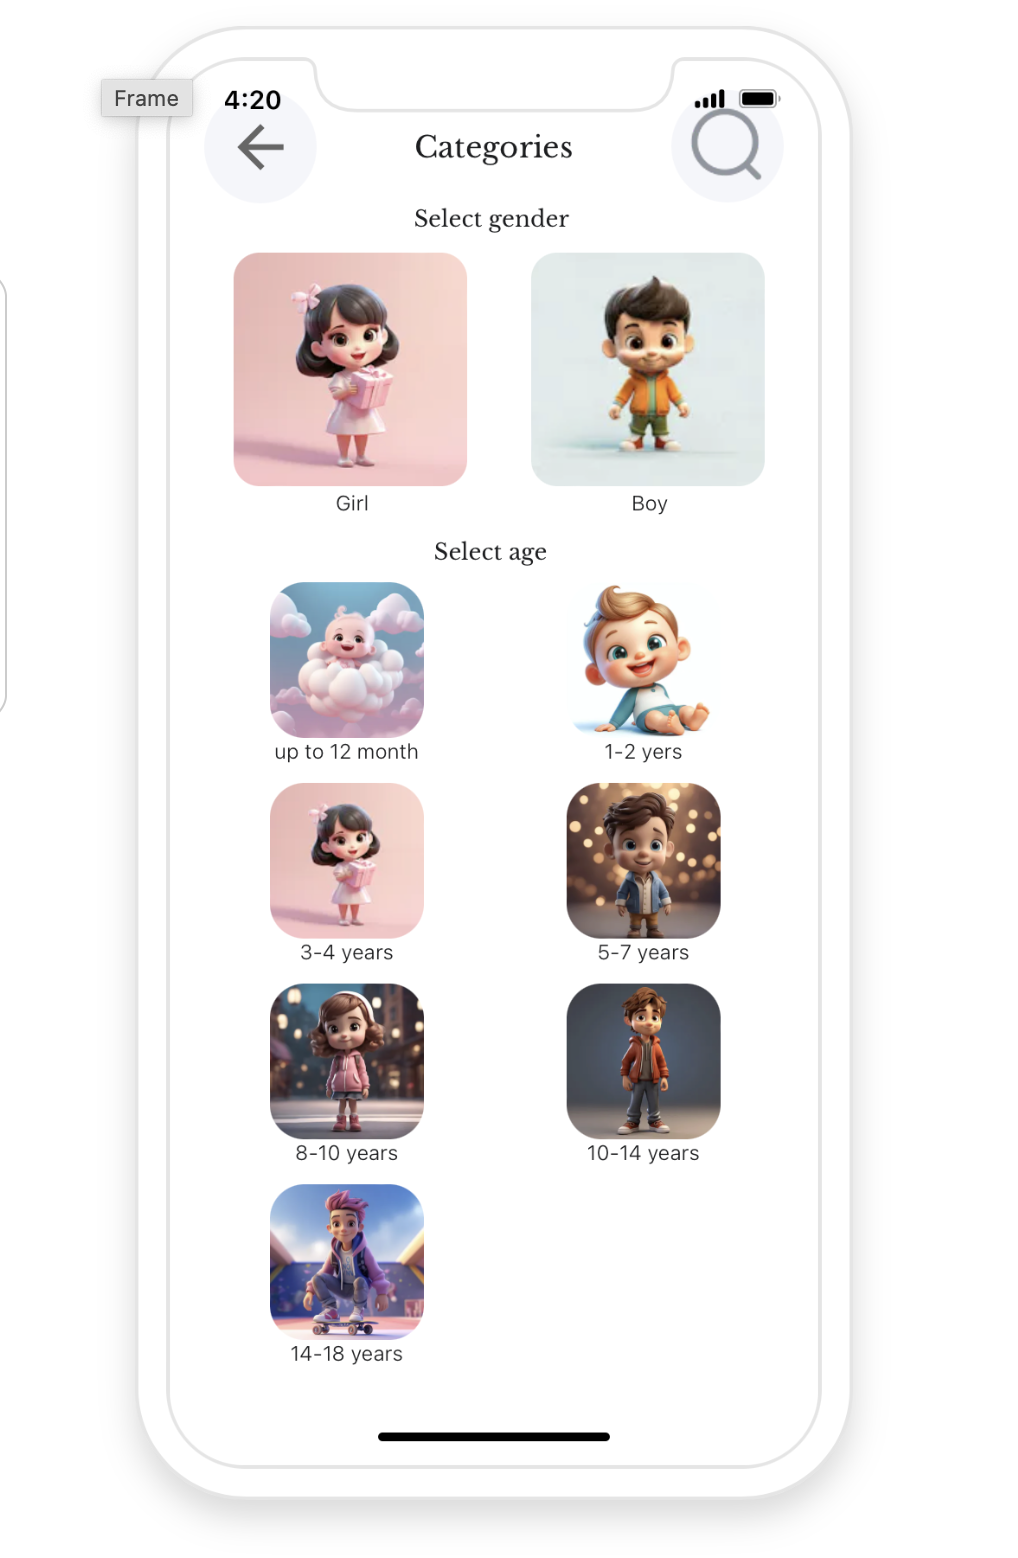 Frame
4:20
Categories
Select gender
Girl
Boy
Select age
up to 12 month
1-2 yers
3-4 years
5-7 years
8-10 years
10-14 years
14-18 years